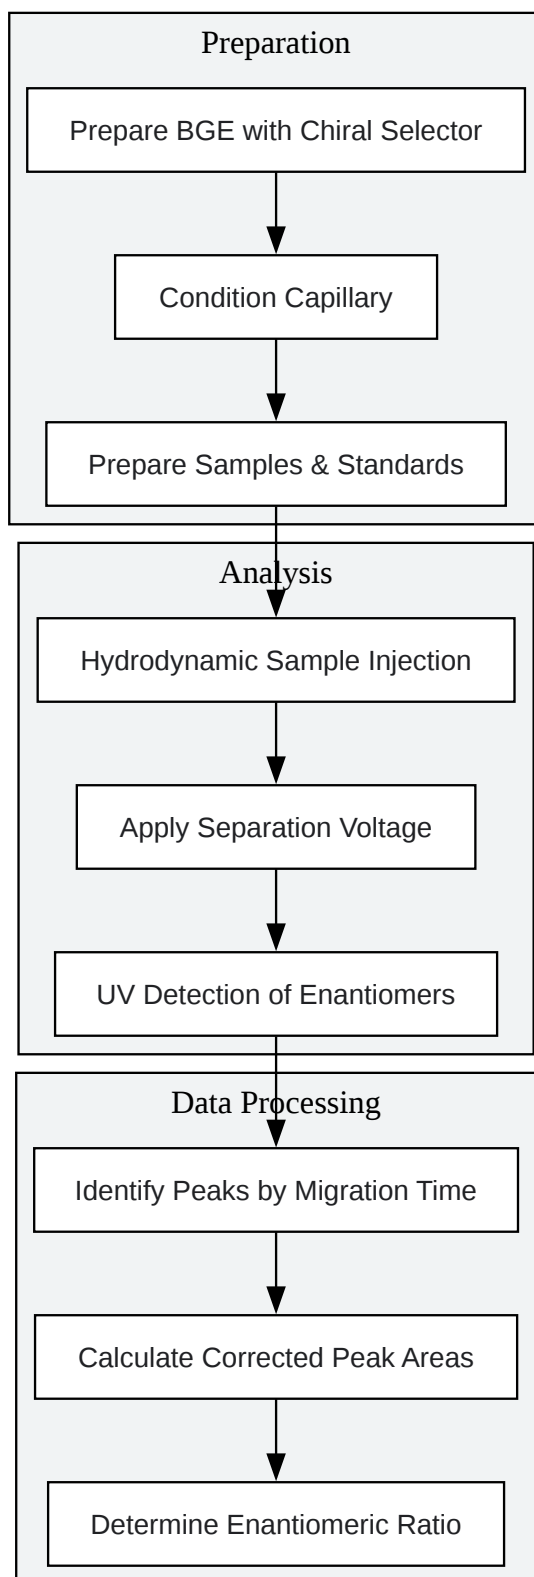 Preparation
Prepare BGE with Chiral Selector
Condition Capillary
Prepare Samples & Standards
Analysis
Hydrodynamic Sample Injection
Apply Separation Voltage
UV Detection of Enantiomers
Data Processing
Identify Peaks by Migration Time
Calculate Corrected Peak Areas
Determine Enantiomeric Ratio